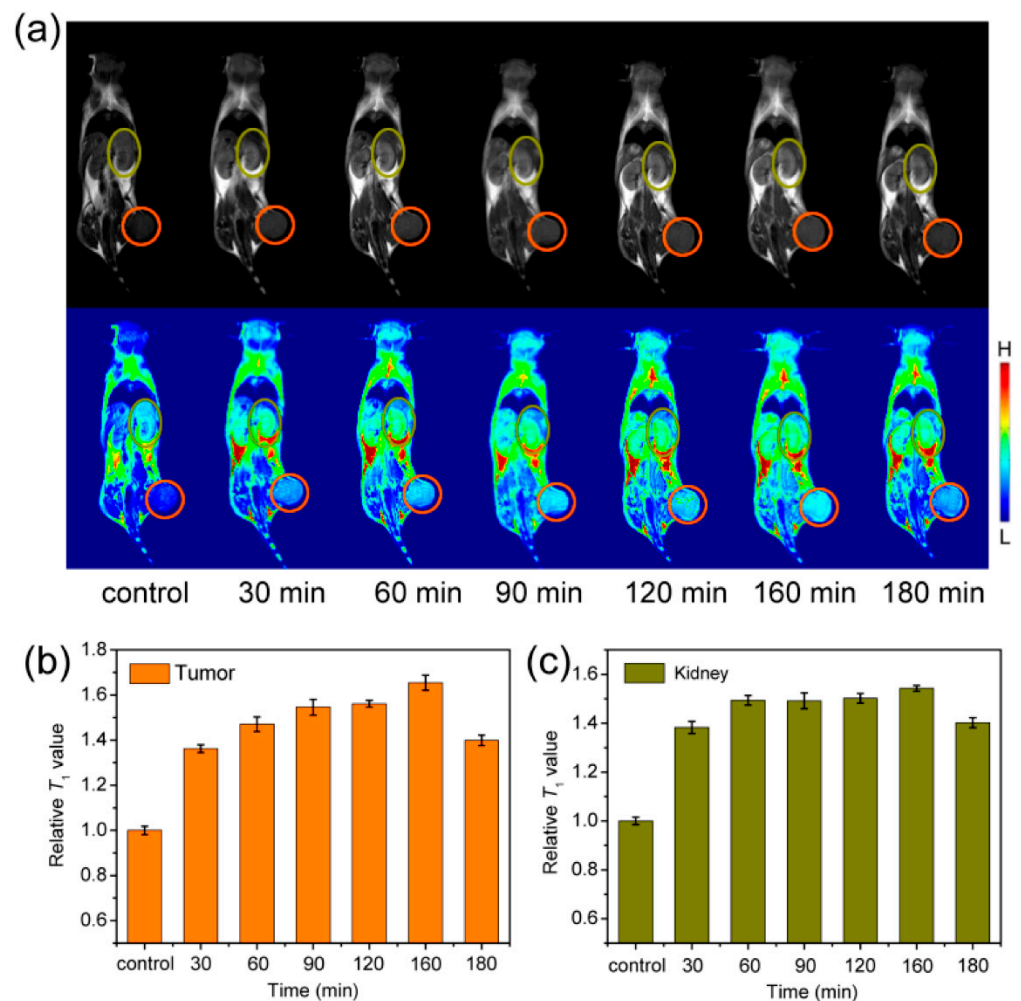 (a)
H
L
control 30 min 60 min 90 min 120 min 160 min 180 min
(b)
1.8
1.6
1.4
1.2
1.0
0.8
0.6
Relative T₁ value
Tumor
control 30 60 90 120 160 180
Time (min)
(c)
1.6
1.4
1.2
1.0
0.8
0.6
Relative T₁ value
Kidney
control 30 60 90 120 160 180
Time (min)